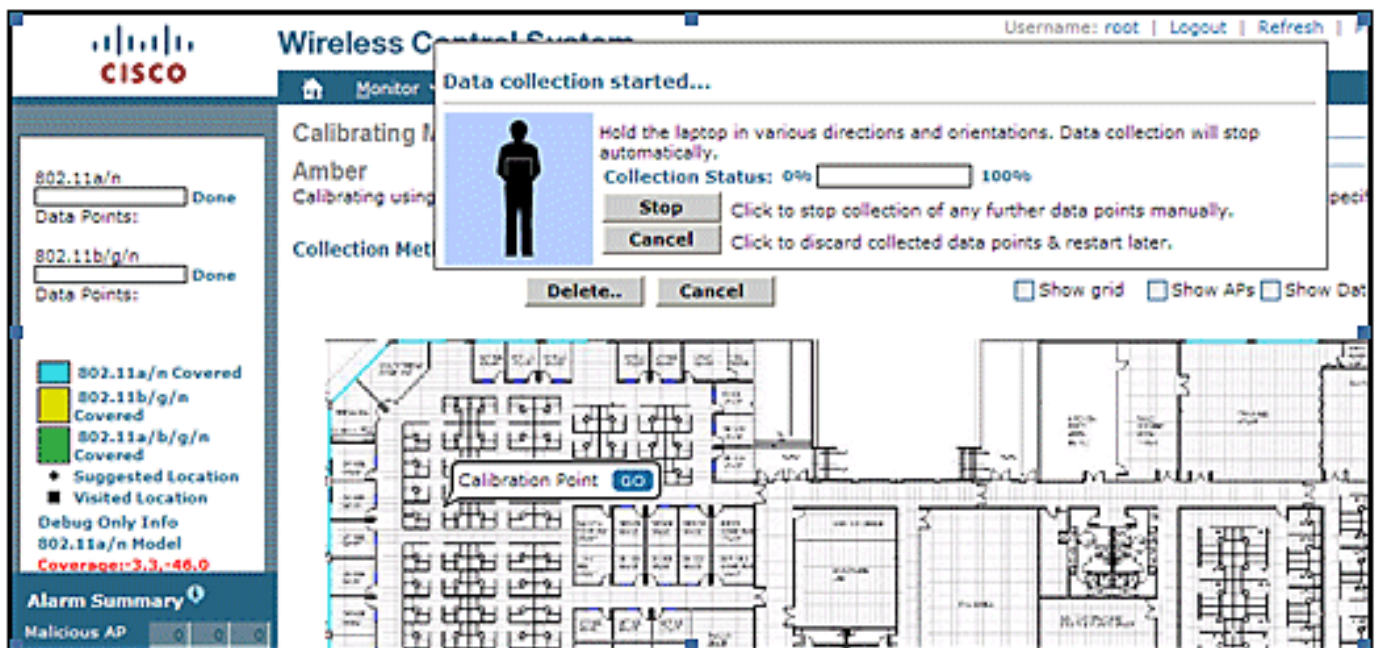 CISCO
Wireless Control System
Username: root | Logout | Refresh |
Monitor
Data collection started...
Hold the laptop in various directions and orientations. Data collection will stop
automatically.
Collection Status: 0% 100%
Stop Click to stop collection of any further data points manually.
Cancel Click to discard collected data points & restart later.
Calibrating
Amber
Calibrating using
Collection Met
Delete.. Cancel
Show grid Show APs Show Dat
802.11a/n
Done
Data Points:
802.11b/g/n
Done
Data Points:
802.11a/n Covered
802.11b/g/n
Covered
802.11a/b/g/n
Covered
Suggested Location
Visited Location
Debug Only Info
802.11a/n Model
Coverage:-3,3,-46.0
Alarm Summary
Malicious AP 0 0 0
Calibration Point GO